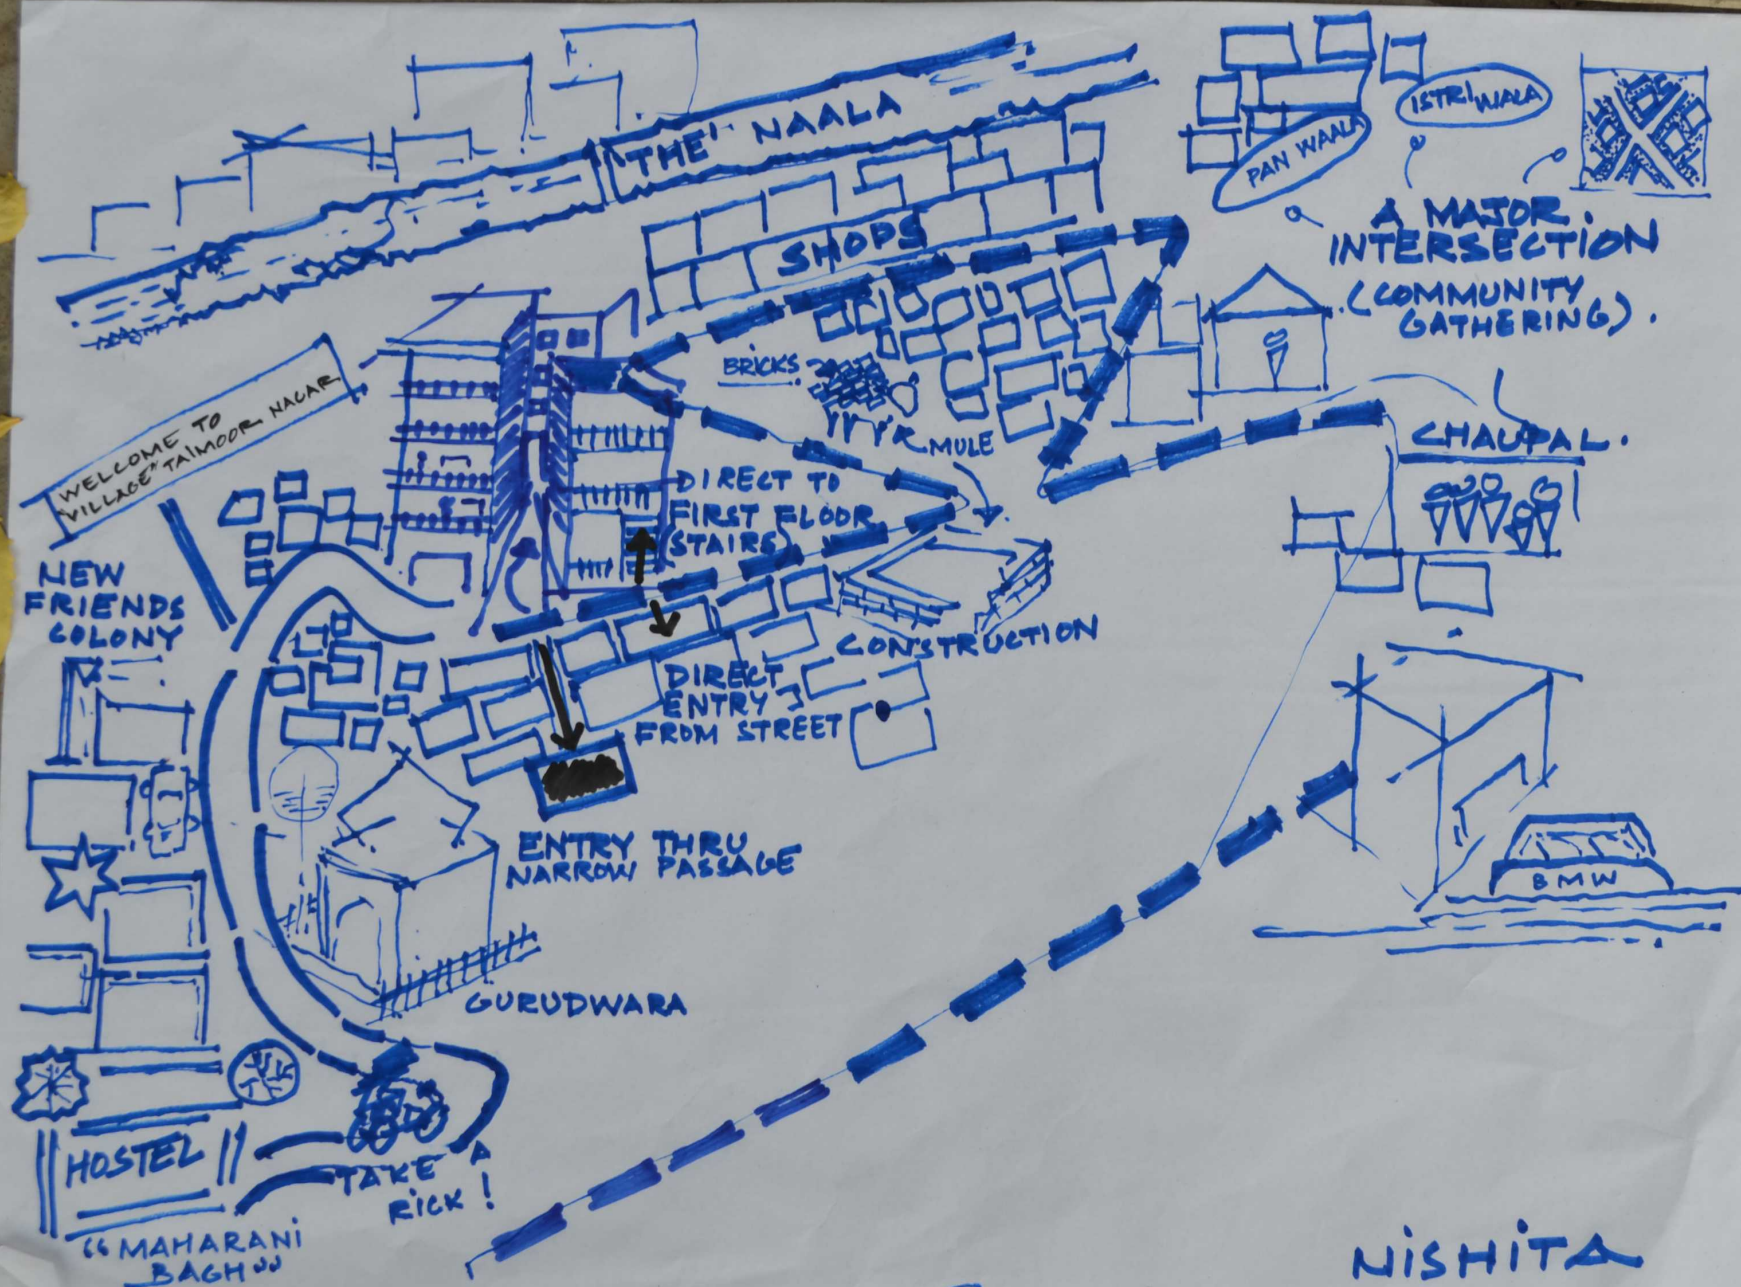 THE NAALA
ISTRI WALA
PAN WAALA
A MAJOR.
INTERSECTION
(COMMUNITY
GATHERING).
SHOPS
BRICKS
MULE
CHAUPAL.
WELCOME TO
VILLAGE" TAIMOOR NAGAR
DIRECT TO
FIRST FLOOR
(STAIRS)
NEW
FRIENDS
COLONY
CONSTRUCTION
DIRECT
ENTRY
FROM STREET
ENTRY THRU
NARROW PASSAGE
BMW
GURUDWARA
HOSTEL
TAKE A
RICK!
"MAHARANI
BAGH"
NISHITA